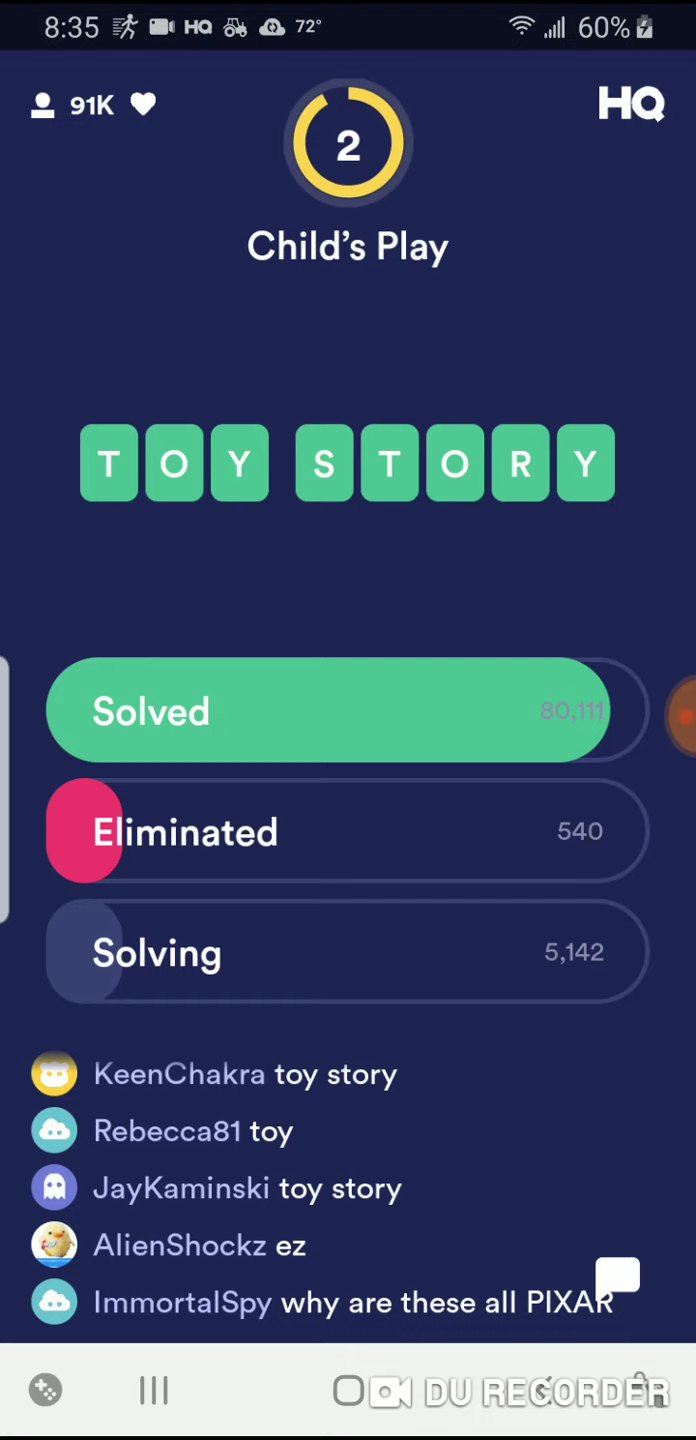 8:35 HQ 72° 60%
91K
HQ
2
Child's Play
TOY STORY
Solved 80,111
Eliminated 540
Solving 5,142
KeenChakra toy story
Rebecca81 toy
JayKaminski toy story
AlienShockz ez
ImmortalSpy why are these all PIXAR
DU RECORDER